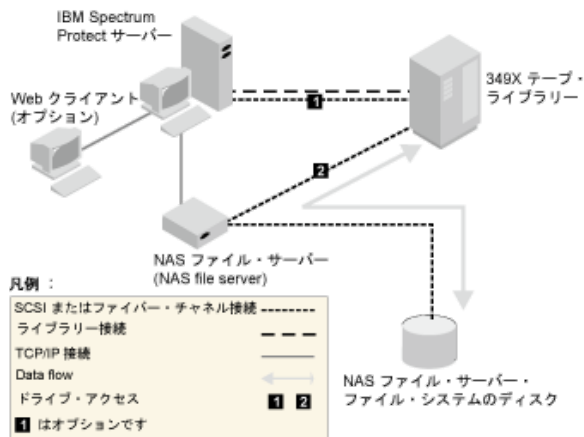 IBM Spectrum
Protect サーバー
Web クライアント
(オプション)
349X テープ・
ライブラリー
1
2
NAS ファイル・サーバー
(NAS file server)
凡例 :
SCSI またはファイバー・チャネル接続
ライブラリー接続
TCP/IP 接続
Data flow
ドライブ・アクセス 1 2
1 はオプションです
NAS ファイル・サーバー・
ファイル・システムのディスク